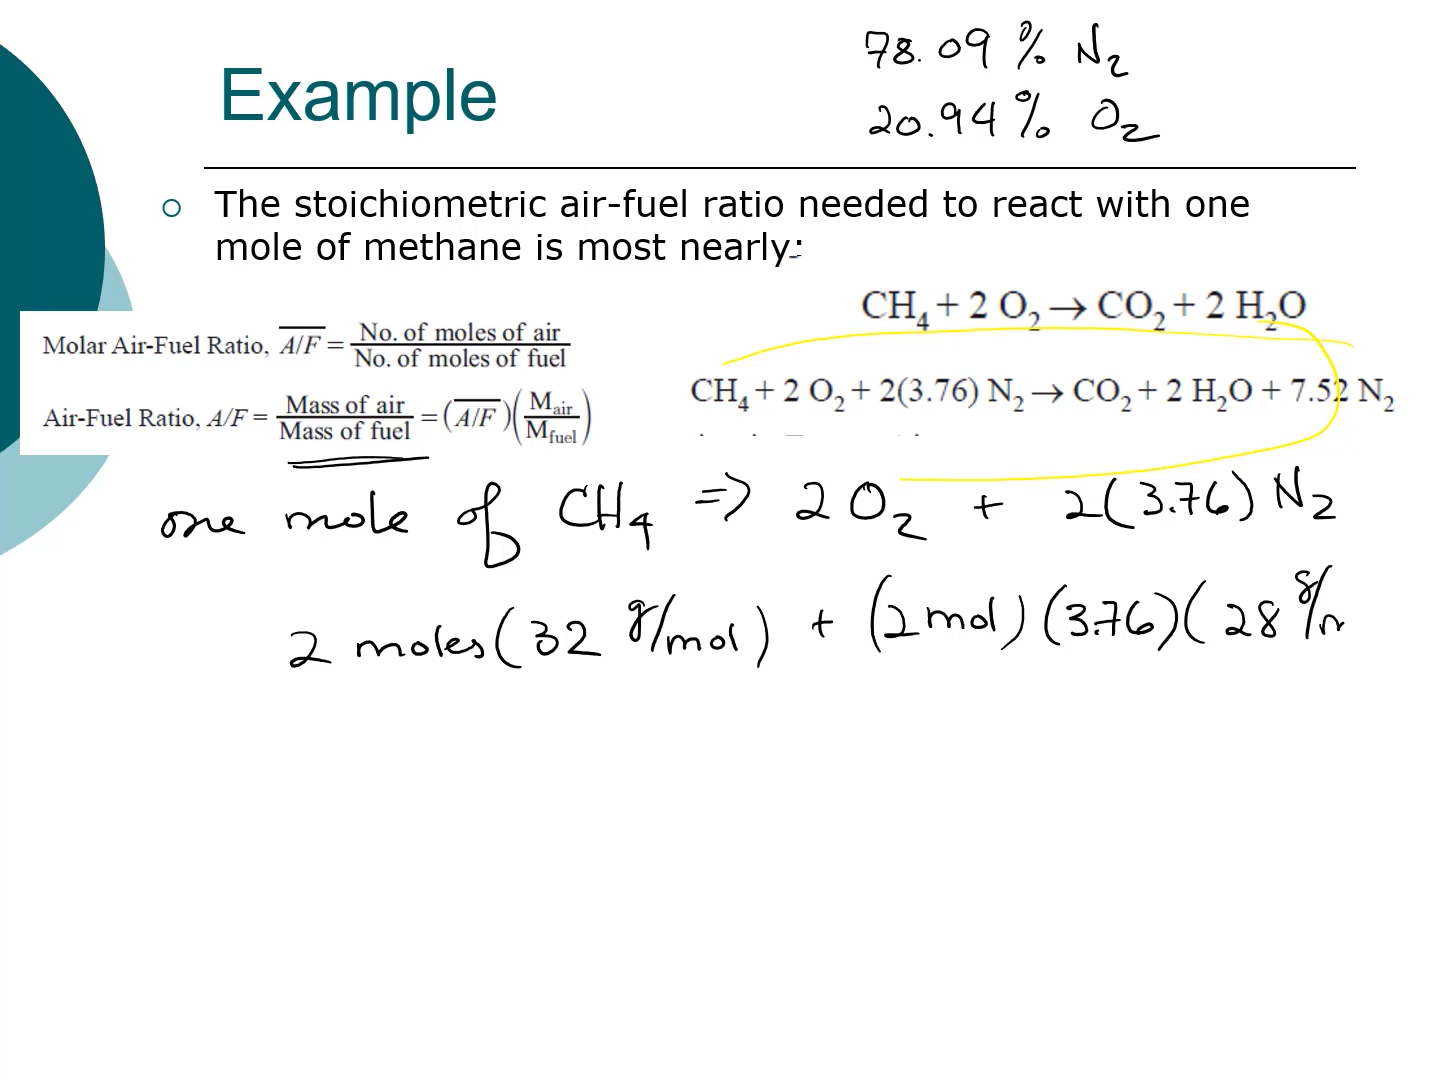 78.09 % N₂
Example
20.94 % O₂
The stoichiometric air-fuel ratio needed to react with one
mole of methane is most nearly:
CH₄ + 2 O₂ → CO₂ + 2 H₂O
Molar Air-Fuel Ratio, A/F = No. of moles of air / No. of moles of fuel
CH₄ + 2 O₂ + 2(3.76) N₂ → CO₂ + 2 H₂O + 7.52 N₂
Air-Fuel Ratio, A/F = Mass of air / Mass of fuel = (A/F)(M_air / M_fuel)
one mole of CH₄ => 2 O₂ + 2(3.76) N₂
2 moles (32 g/mol) + (2 mol) (3.76) (28 g/